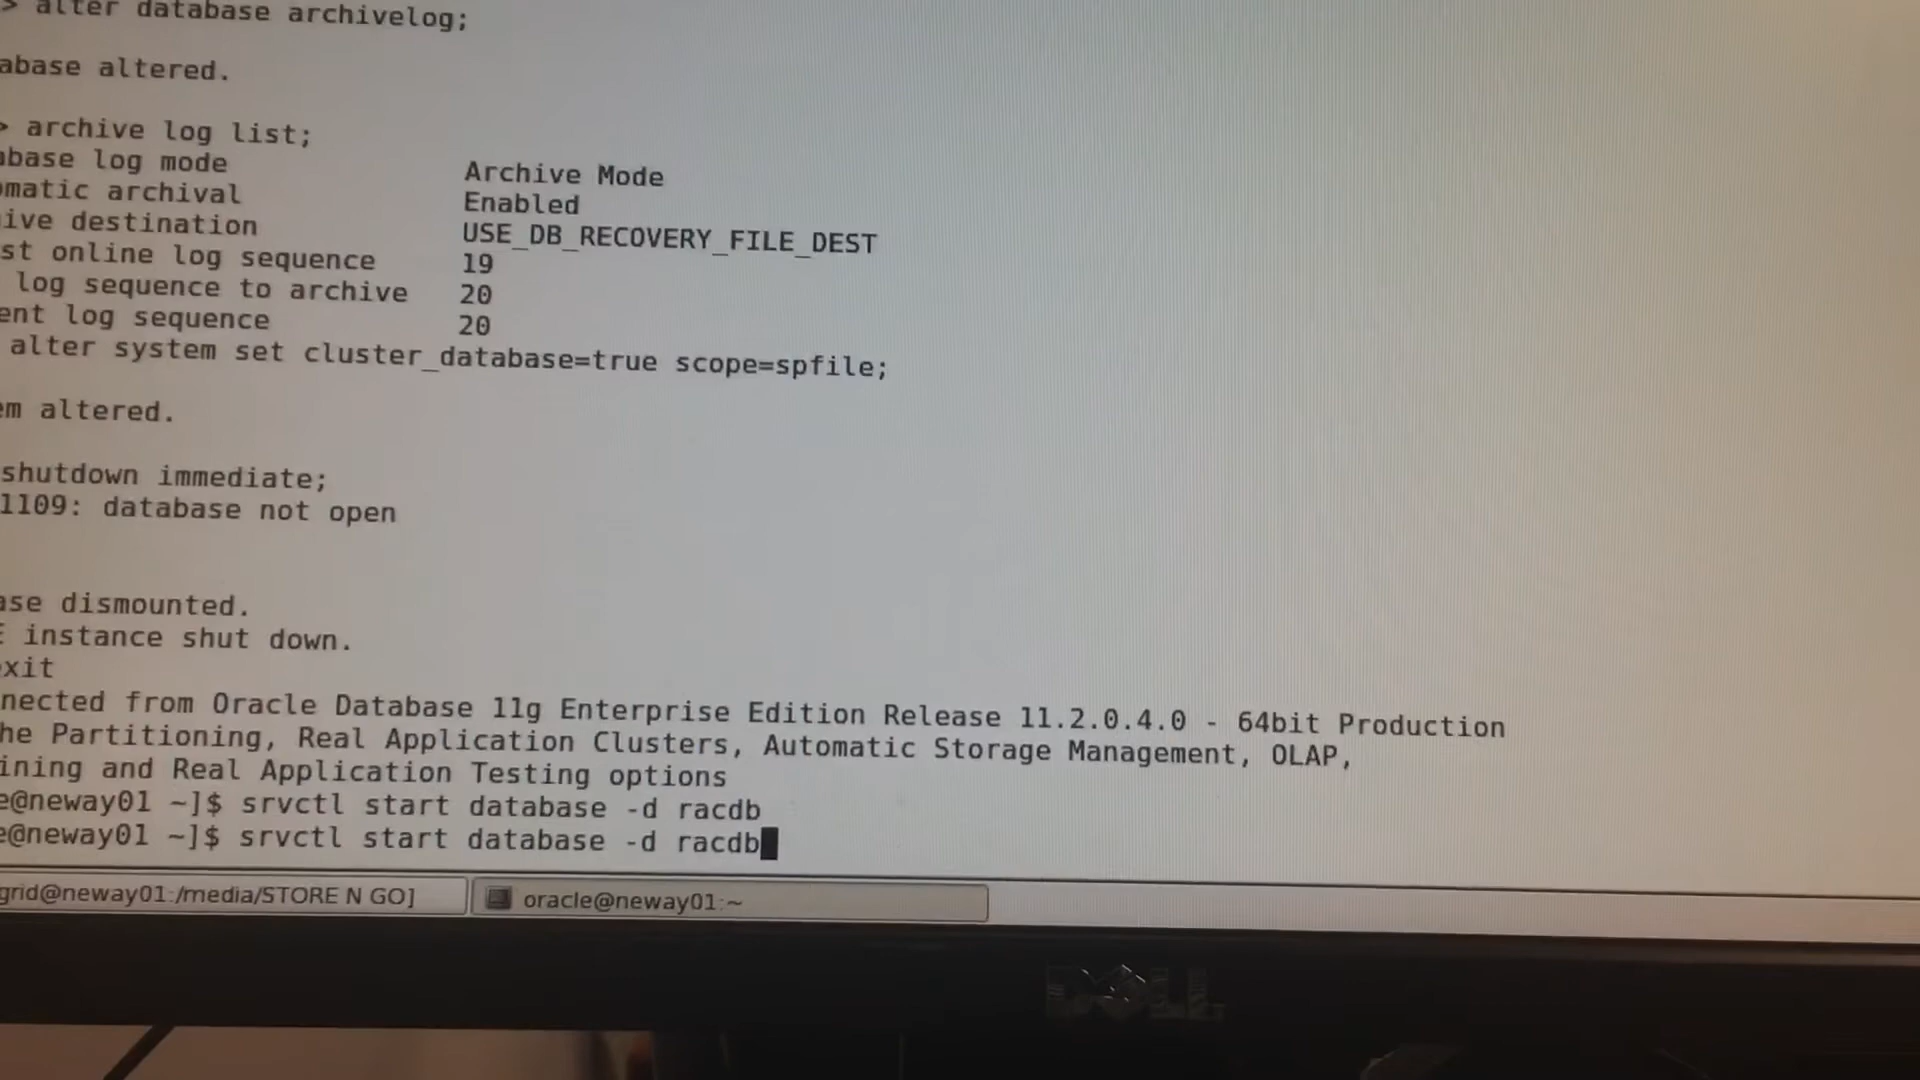 > alter database archivelog;
abase altered.
> archive log list;
abase log mode Archive Mode
omatic archival Enabled
ive destination USE_DB_RECOVERY_FILE_DEST
st online log sequence 19
log sequence to archive 20
ent log sequence 20
alter system set cluster_database=true scope=spfile;
em altered.
shutdown immediate;
1109: database not open
ase dismounted.
E instance shut down.
exit
nected from Oracle Database 11g Enterprise Edition Release 11.2.0.4.0 - 64bit Production
he Partitioning, Real Application Clusters, Automatic Storage Management, OLAP,
ining and Real Application Testing options
e@neway01 ~]$ srvctl start database -d racdb
e@neway01 ~]$ srvctl start database -d racdb
grid@neway01:/media/STORE N GO]
oracle@neway01:~